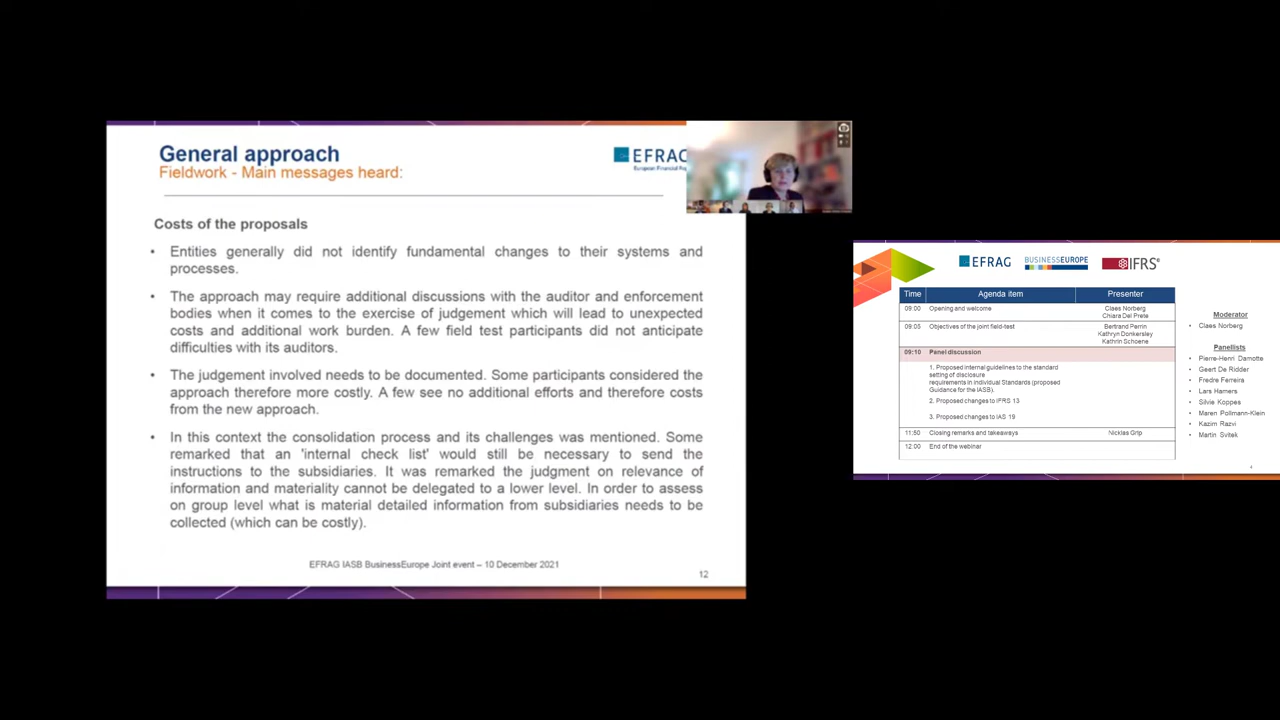 General approach
Fieldwork - Main messages heard:
EFRAG
Costs of the proposals
• Entities generally did not identify fundamental changes to their systems and
processes.
• The approach may require additional discussions with the auditor and enforcement
bodies when it comes to the exercise of judgement which will lead to unexpected
costs and additional work burden. A few field test participants did not anticipate
difficulties with its auditors.
• The judgement involved needs to be documented. Some participants considered the
approach therefore more costly. A few see no additional efforts and therefore costs
from the new approach.
• In this context the consolidation process and its challenges was mentioned. Some
remarked that an 'internal check list' would still be necessary to send the
instructions to the subsidiaries. It was remarked the judgment on relevance of
information and materiality cannot be delegated to a lower level. In order to assess
on group level what is material detailed information from subsidiaries needs to be
collected (which can be costly).
EFRAG IASB BusinessEurope Joint event – 10 December 2021
12
EFRAG BUSINESSEUROPE IFRS®
Time Agenda item Presenter
09:00 Opening and welcome Claes Norberg
Chiara Del Prete
09:05 Objectives of the joint field-test Bertrand Perrin
Kathryn Donkersley
Kathrin Schoene
09:10 Panel discussion
1. Proposed internal guidelines to the standard
setting of disclosure
requirements in individual Standards (proposed
Guidance for the IASB).
2. Proposed changes to IFRS 13
3. Proposed changes to IAS 19
11:50 Closing remarks and takeaways Nicklas Grip
12:00 End of the webinar
Moderator
• Claes Norberg
Panellists
• Pierre-Henri Damotte
• Geert De Ridder
• Fredre Ferreira
• Lars Hamers
• Silvie Koppes
• Maren Pollmann-Klein
• Kazim Razvi
• Martin Svitek
4